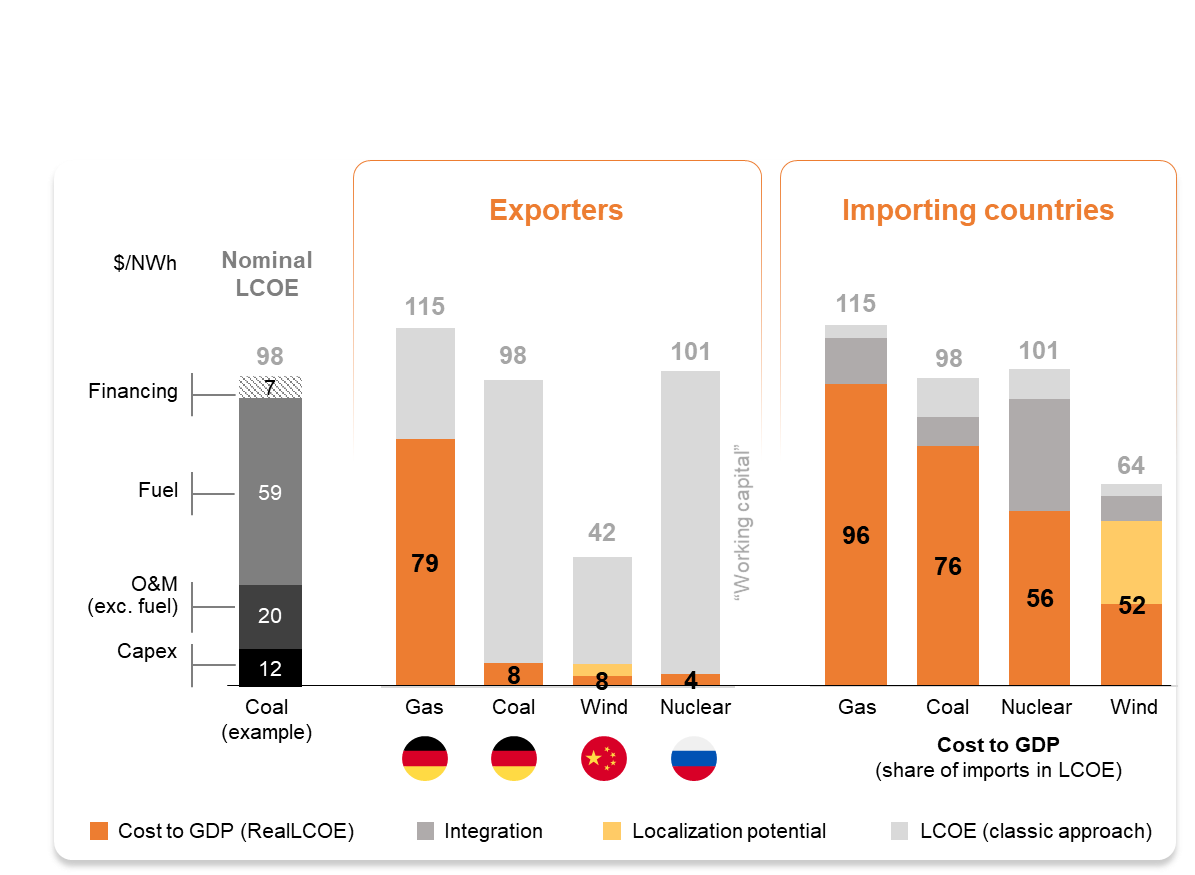 Exporters
Importing countries
$/NWh
Nominal
LCOE
98
Financing
7
Fuel
59
O&M
(exc. fuel)
20
Capex
12
Coal
(example)
115
98
42
101
79
8
8
4
“Working capital”
Gas
Coal
Wind
Nuclear
115
98
101
64
96
76
56
52
Gas
Coal
Nuclear
Wind
Cost to GDP
(share of imports in LCOE)
Cost to GDP (RealLCOE)
Integration
Localization potential
LCOE (classic approach)